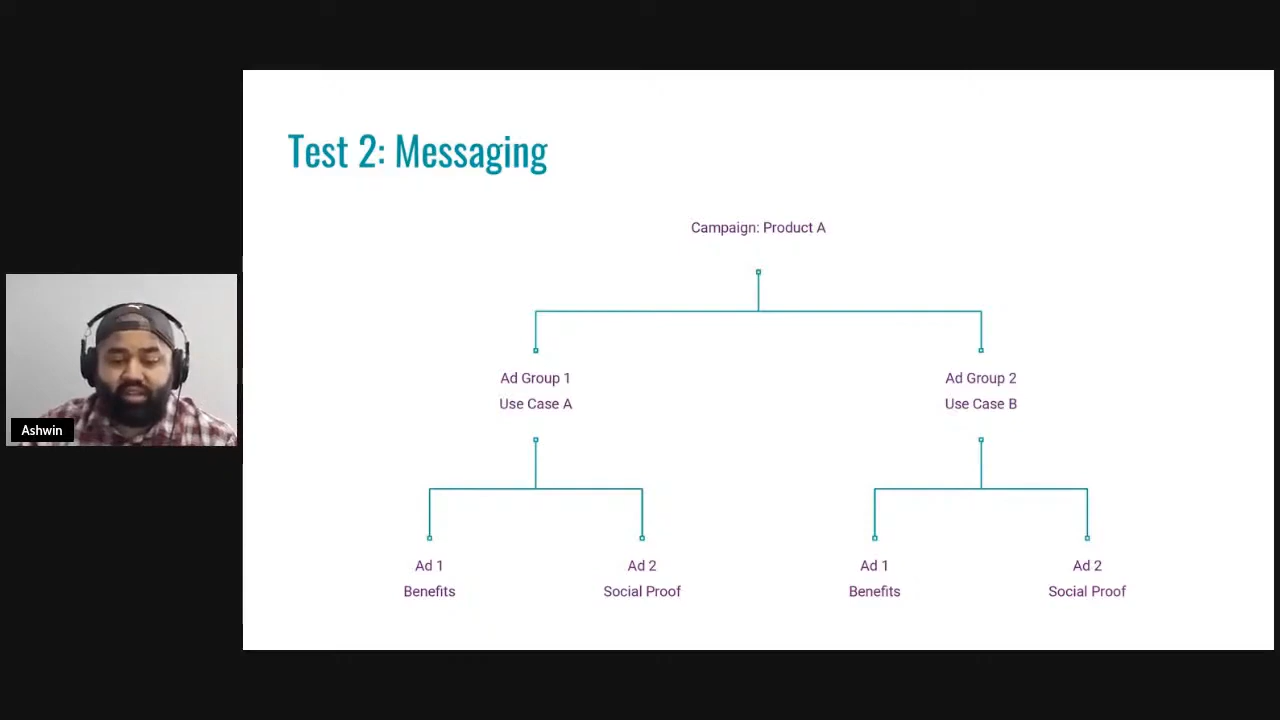 Test 2: Messaging
Campaign: Product A
Ad Group 1
Use Case A
Ad Group 2
Use Case B
Ad 1
Benefits
Ad 2
Social Proof
Ad 1
Benefits
Ad 2
Social Proof
Ashwin